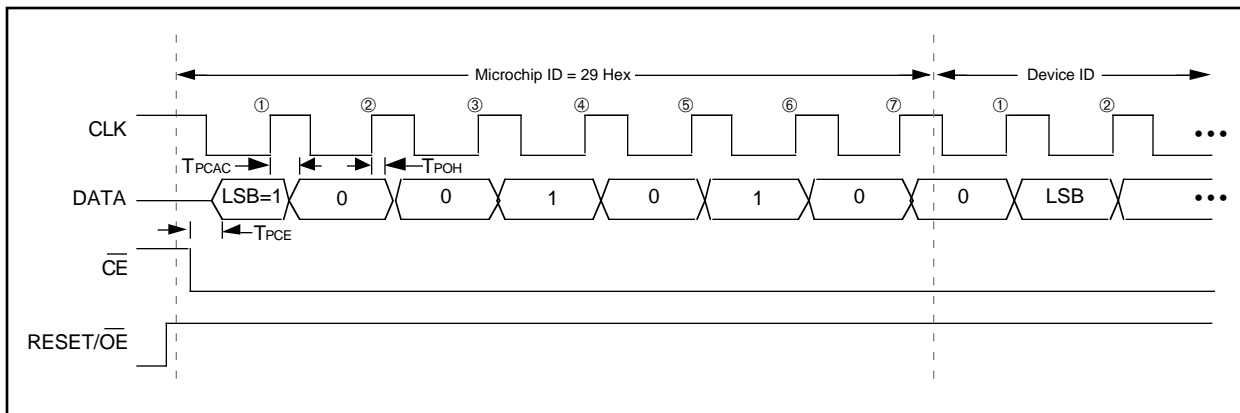 Microchip ID = 29 Hex Device ID
① ② ③ ④ ⑤ ⑥ ⑦ ① ②
CLK •••
TPCAC TPOH
DATA LSB=1 0 0 1 0 1 0 0 LSB •••
TPCE
CE
RESET/OE